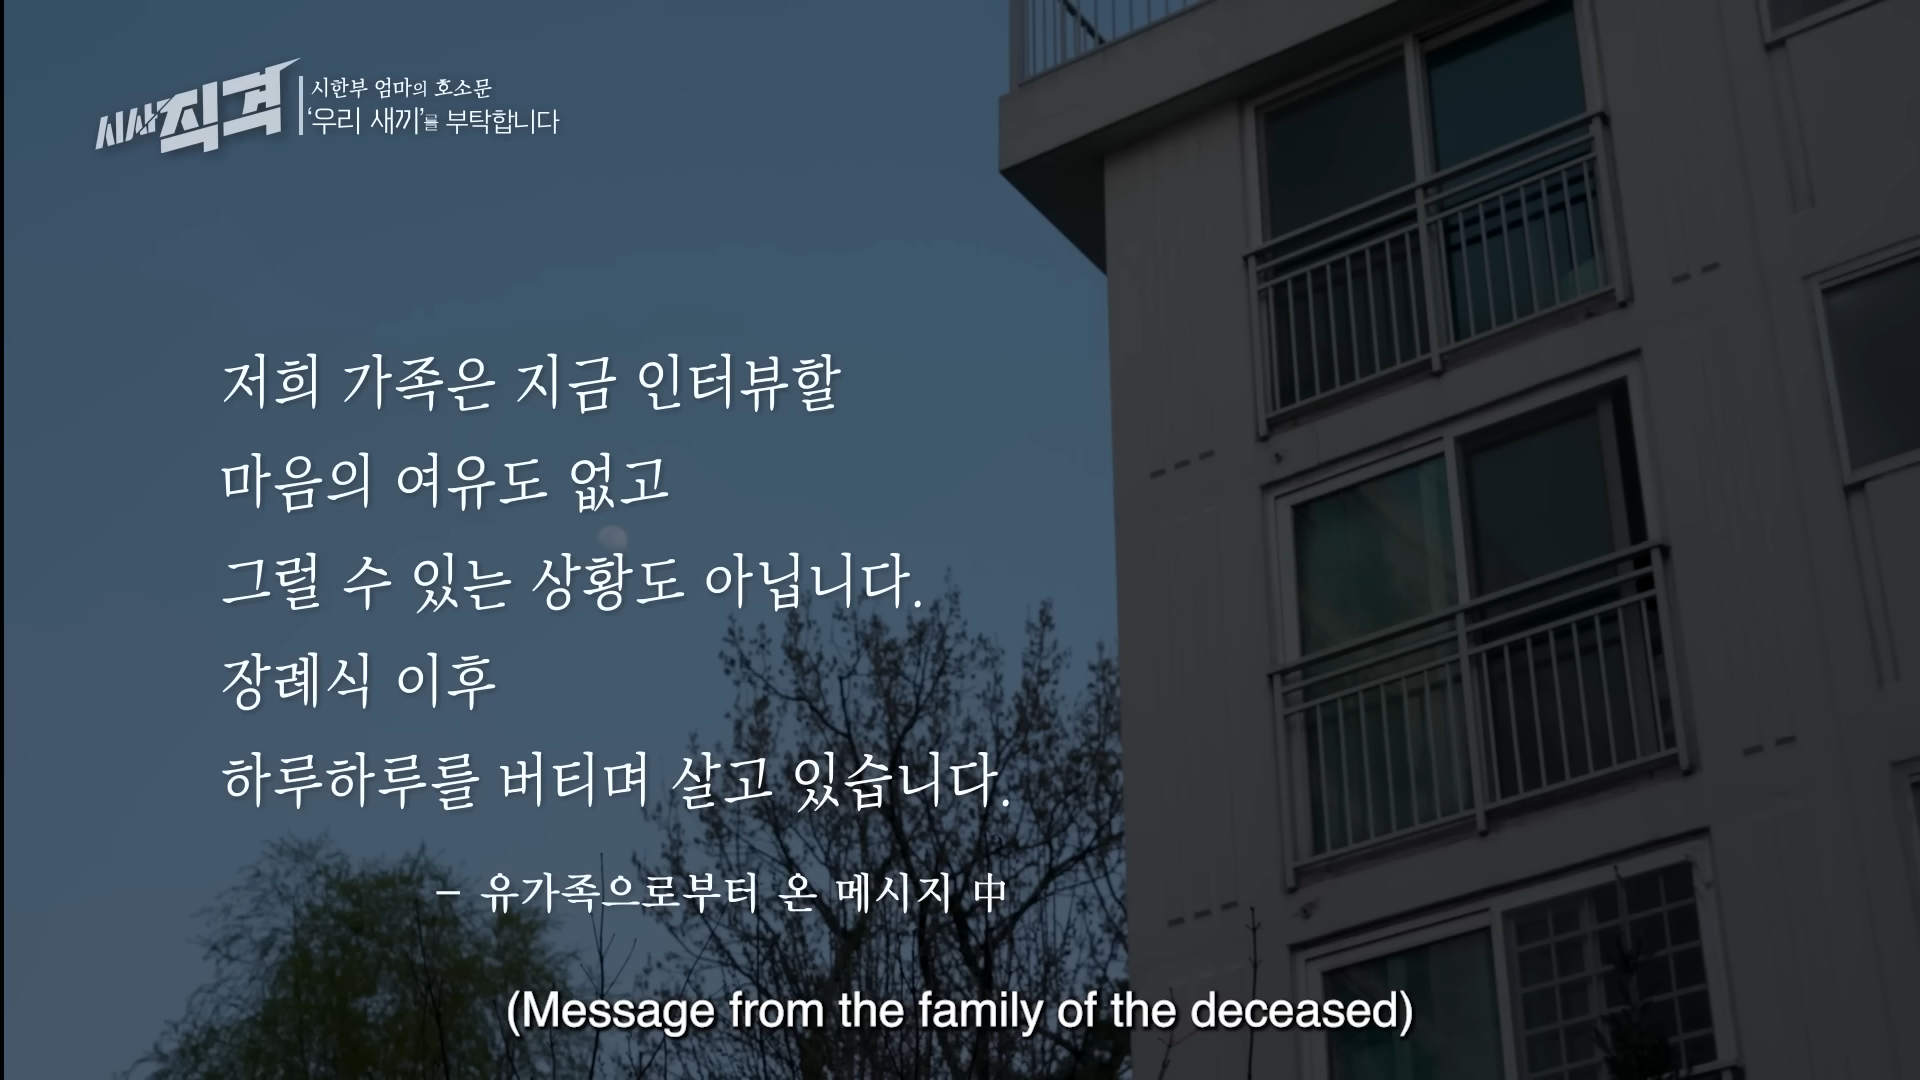 시사 직격
시한부 엄마의 호소문
'우리 새끼'를 부탁합니다
저희 가족은 지금 인터뷰할
마음의 여유도 없고
그럴 수 있는 상황도 아닙니다.
장례식 이후
하루하루를 버티며 살고 있습니다.
– 유가족으로부터 온 메시지 中
(Message from the family of the deceased)